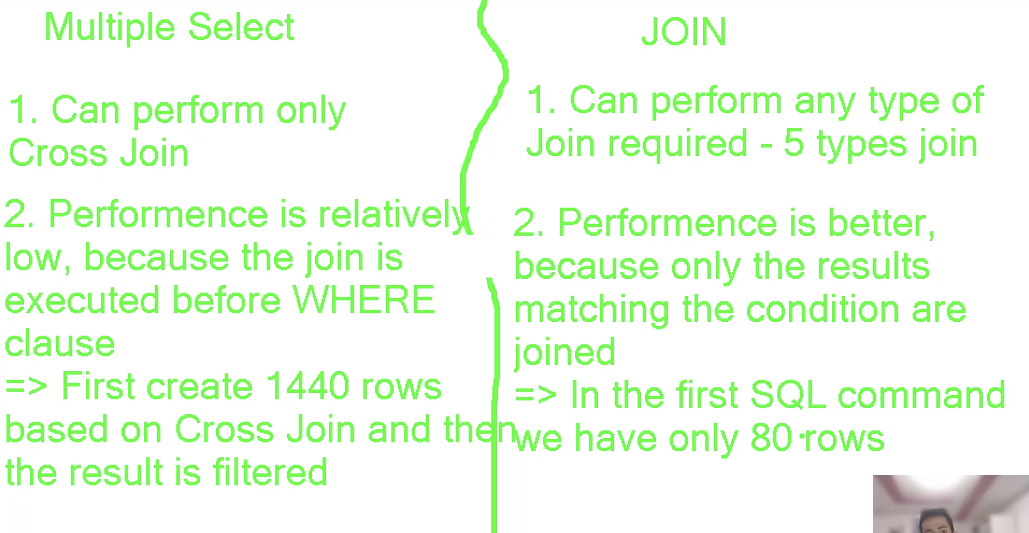 Multiple Select
1. Can perform only
Cross Join
2. Performence is relatively
low, because the join is
executed before WHERE
clause
=> First create 1440 rows
based on Cross Join and then
the result is filtered
JOIN
1. Can perform any type of
Join required - 5 types join
2. Performence is better,
because only the results
matching the condition are
joined
=> In the first SQL command
we have only 80 rows